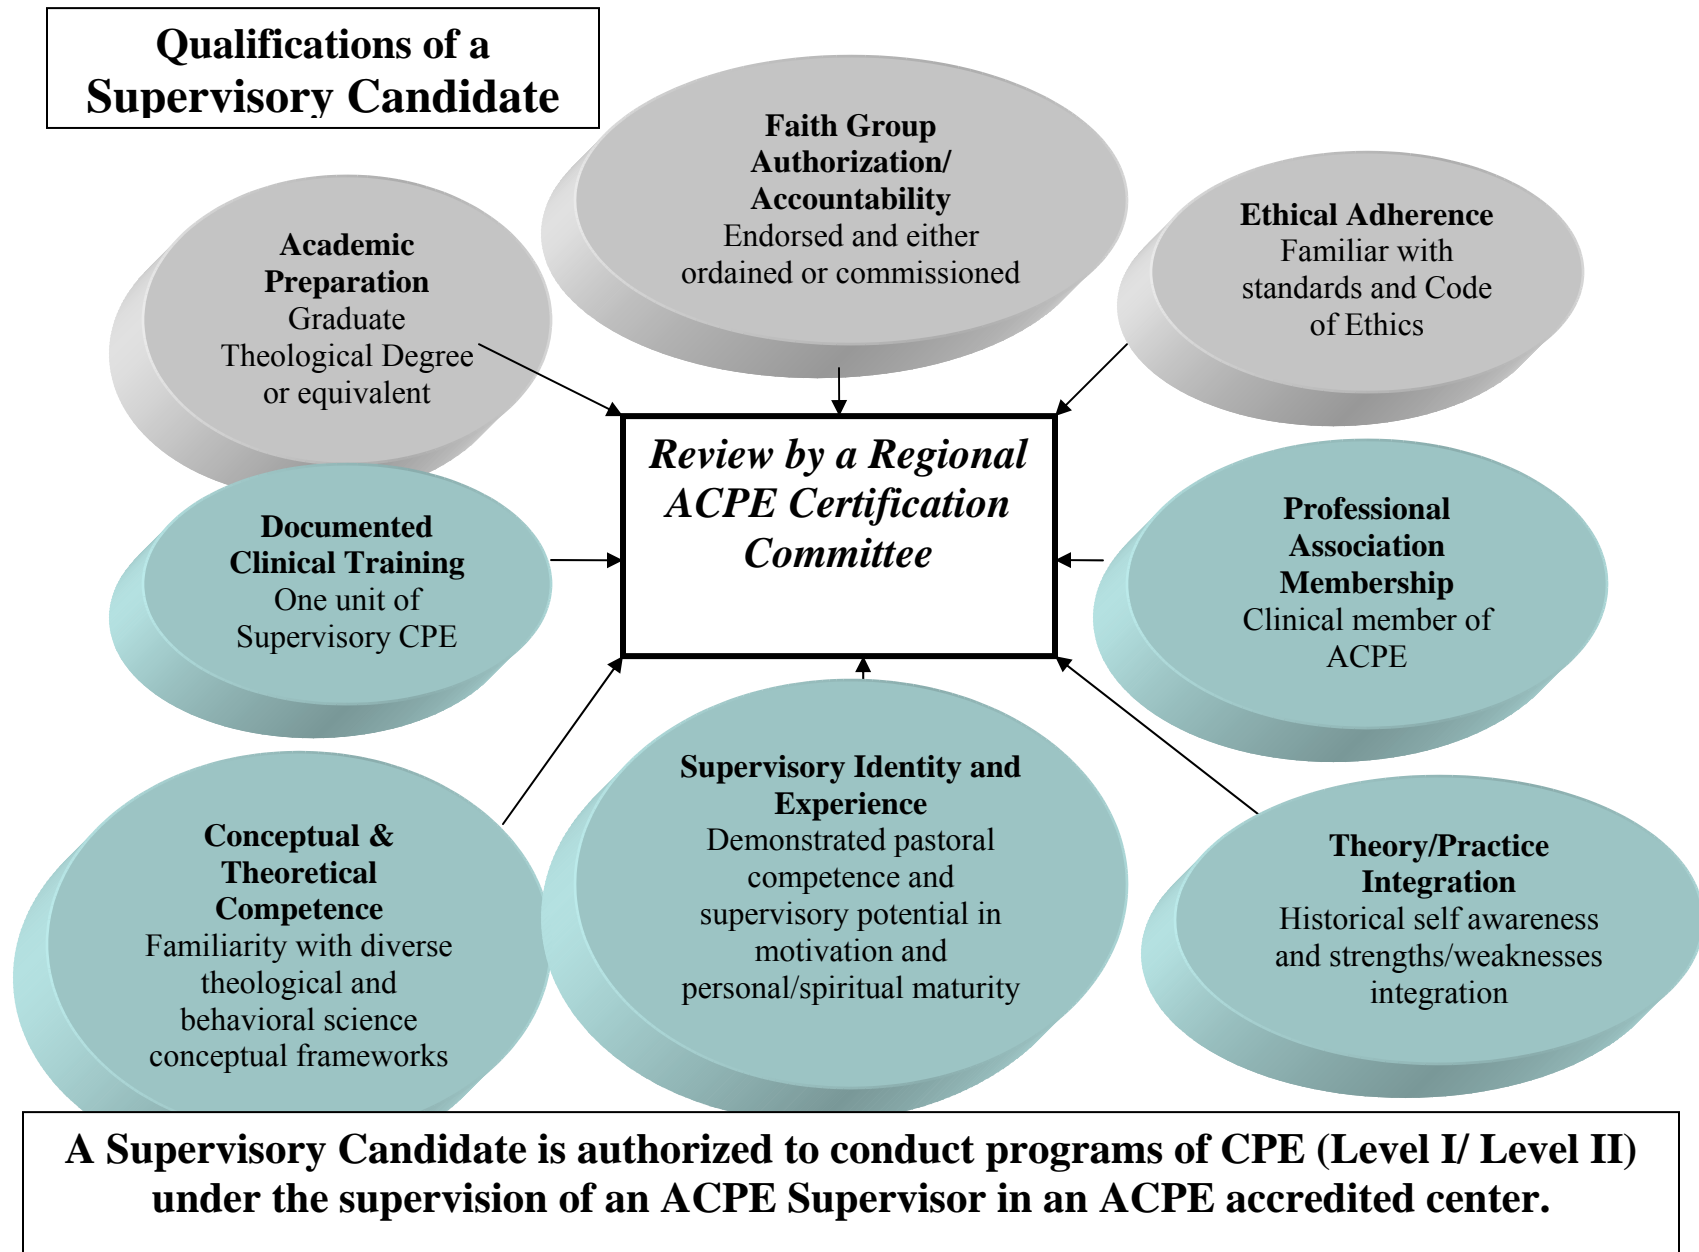 Qualifications of a
Supervisory Candidate
Faith Group
Authorization/
Accountability
Endorsed and either
ordained or commissioned
Ethical Adherence
Familiar with
standards and Code
of Ethics
Academic
Preparation
Graduate
Theological Degree
or equivalent
Review by a Regional
ACPE Certification
Committee
Documented
Clinical Training
One unit of
Supervisory CPE
Professional
Association
Membership
Clinical member of
ACPE
Conceptual &
Theoretical
Competence
Familiarity with diverse
theological and
behavioral science
conceptual frameworks
Supervisory Identity and
Experience
Demonstrated pastoral
competence and
supervisory potential in
motivation and
personal/spiritual maturity
Theory/Practice
Integration
Historical self awareness
and strengths/weaknesses
integration
A Supervisory Candidate is authorized to conduct programs of CPE (Level I/ Level II)
under the supervision of an ACPE Supervisor in an ACPE accredited center.